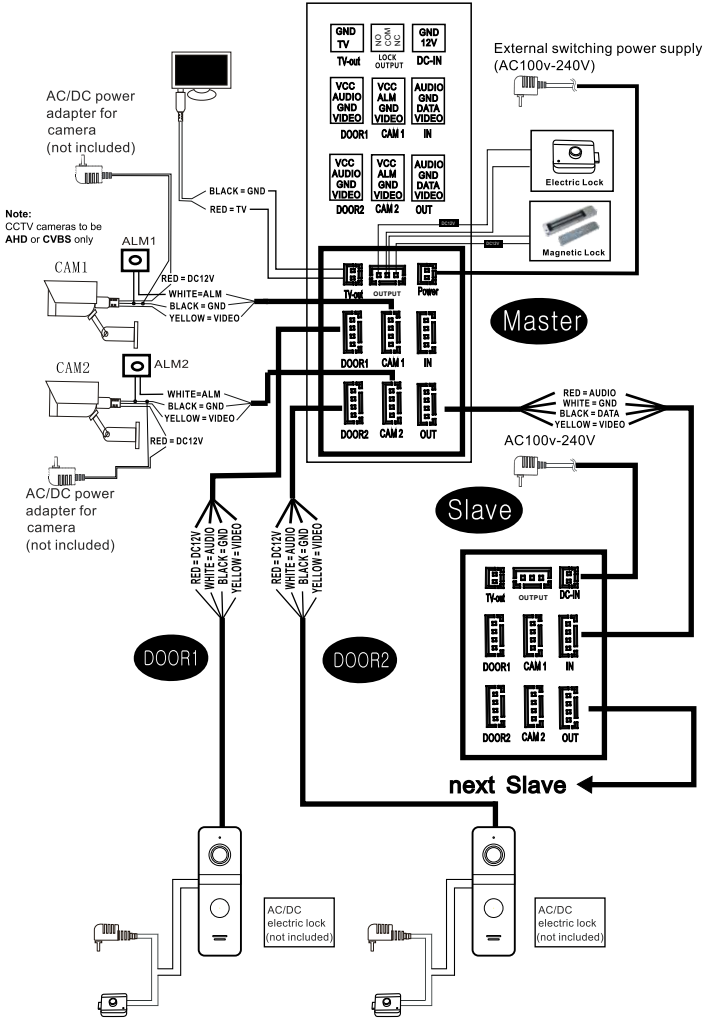 GND
TV
TV-out
NO
COM
NC
LOCK
OUTPUT
GND
12V
DC-IN
VCC
AUDIO
GND
VIDEO
DOOR1
VCC
ALM
GND
VIDEO
CAM 1
AUDIO
GND
DATA
VIDEO
IN
VCC
AUDIO
GND
VIDEO
DOOR2
VCC
ALM
GND
VIDEO
CAM 2
AUDIO
GND
DATA
VIDEO
OUT
External switching power supply
(AC100v-240V)
AC/DC power
adapter for
camera
(not included)
BLACK = GND
RED = TV
Electric Lock
DC12V
DC12V
Magnetic Lock
Note:
CCTV cameras to be
AHD or CVBS only
ALM1
CAM1
RED = DC12V
WHITE=ALM
BLACK = GND
YELLOW = VIDEO
TV-out
OUTPUT
Power
DOOR1
CAM 1
IN
DOOR2
CAM 2
OUT
Master
CAM2
ALM2
WHITE=ALM
BLACK = GND
YELLOW = VIDEO
RED = DC12V
AC/DC power
adapter for
camera
(not included)
RED = AUDIO
WHITE = GND
BLACK = DATA
YELLOW = VIDEO
AC100v-240V
Slave
RED = DC12V
WHITE = AUDIO
BLACK = GND
YELLOW = VIDEO
RED = DC12V
WHITE = AUDIO
BLACK = GND
YELLOW = VIDEO
TV-out
OUTPUT
DC-IN
DOOR1
CAM 1
IN
DOOR2
CAM 2
OUT
DOOR1
DOOR2
next Slave
AC/DC
electric lock
(not included)
AC/DC
electric lock
(not included)